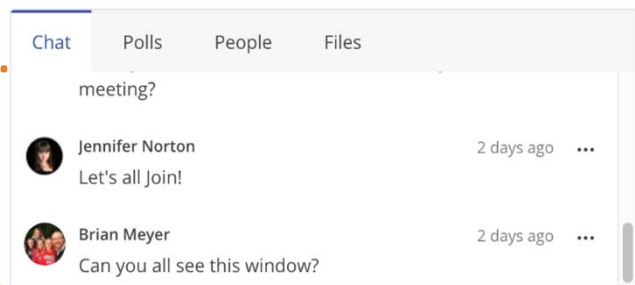 Chat Polls People Files
meeting?
Jennifer Norton 2 days ago
Let's all Join!
Brian Meyer 2 days ago
Can you all see this window?